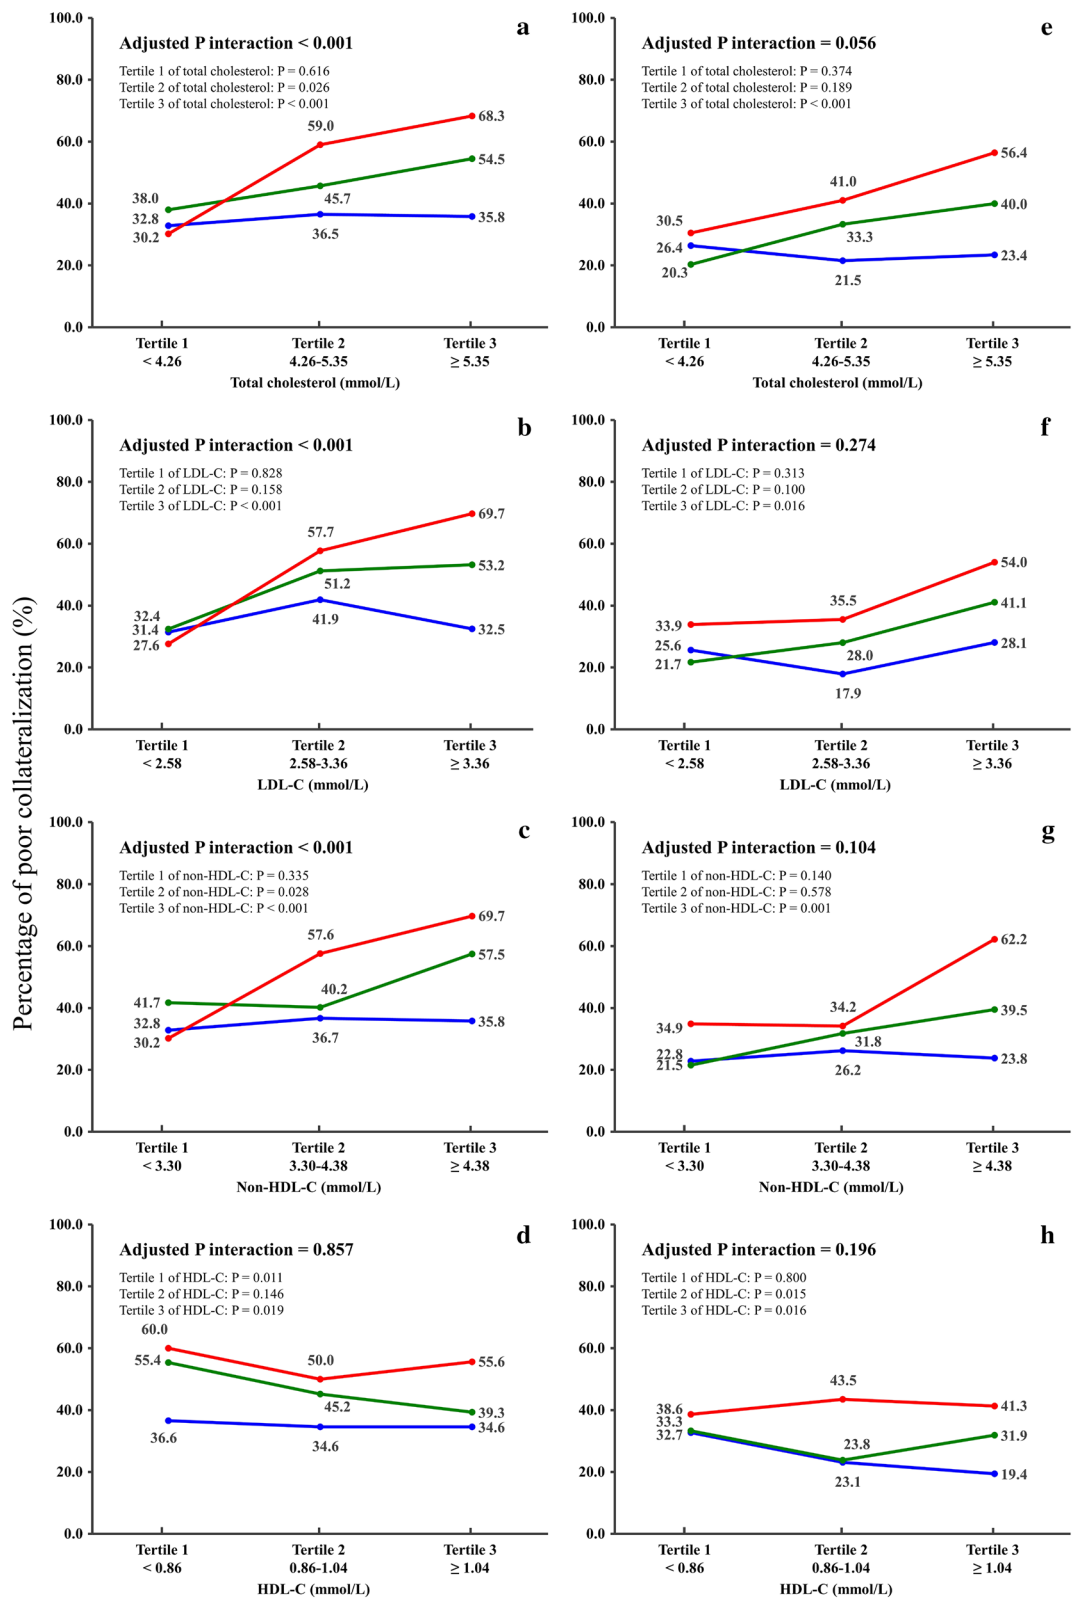 Percentage of poor collateralization (%)
a
Adjusted P interaction < 0.001
Tertile 1 of total cholesterol: P = 0.616
Tertile 2 of total cholesterol: P = 0.026
Tertile 3 of total cholesterol: P < 0.001
100.0
80.0
60.0
40.0
20.0
0.0
38.0
32.8
30.2
59.0
45.7
36.5
68.3
54.5
35.8
Tertile 1 Tertile 2 Tertile 3
< 4.26 4.26-5.35 ≥ 5.35
Total cholesterol (mmol/L)
e
Adjusted P interaction = 0.056
Tertile 1 of total cholesterol: P = 0.374
Tertile 2 of total cholesterol: P = 0.189
Tertile 3 of total cholesterol: P < 0.001
100.0
80.0
60.0
40.0
20.0
0.0
30.5
26.4
20.3
41.0
33.3
21.5
56.4
40.0
23.4
Tertile 1 Tertile 2 Tertile 3
< 4.26 4.26-5.35 ≥ 5.35
Total cholesterol (mmol/L)
b
Adjusted P interaction < 0.001
Tertile 1 of LDL-C: P = 0.828
Tertile 2 of LDL-C: P = 0.158
Tertile 3 of LDL-C: P < 0.001
100.0
80.0
60.0
40.0
20.0
0.0
32.4
31.4
27.6
57.7
51.2
41.9
69.7
53.2
32.5
Tertile 1 Tertile 2 Tertile 3
< 2.58 2.58-3.36 ≥ 3.36
LDL-C (mmol/L)
f
Adjusted P interaction = 0.274
Tertile 1 of LDL-C: P = 0.313
Tertile 2 of LDL-C: P = 0.100
Tertile 3 of LDL-C: P = 0.016
100.0
80.0
60.0
40.0
20.0
0.0
33.9
25.6
21.7
35.5
28.0
17.9
54.0
41.1
28.1
Tertile 1 Tertile 2 Tertile 3
< 2.58 2.58-3.36 ≥ 3.36
LDL-C (mmol/L)
c
Adjusted P interaction < 0.001
Tertile 1 of non-HDL-C: P = 0.335
Tertile 2 of non-HDL-C: P = 0.028
Tertile 3 of non-HDL-C: P < 0.001
100.0
80.0
60.0
40.0
20.0
0.0
41.7
32.8
30.2
57.6
40.2
36.7
69.7
57.5
35.8
Tertile 1 Tertile 2 Tertile 3
< 3.30 3.30-4.38 ≥ 4.38
Non-HDL-C (mmol/L)
g
Adjusted P interaction = 0.104
Tertile 1 of non-HDL-C: P = 0.140
Tertile 2 of non-HDL-C: P = 0.578
Tertile 3 of non-HDL-C: P = 0.001
100.0
80.0
60.0
40.0
20.0
0.0
34.9
22.8
21.5
34.2
31.8
26.2
62.2
39.5
23.8
Tertile 1 Tertile 2 Tertile 3
< 3.30 3.30-4.38 ≥ 4.38
Non-HDL-C (mmol/L)
d
Adjusted P interaction = 0.857
Tertile 1 of HDL-C: P = 0.011
Tertile 2 of HDL-C: P = 0.146
Tertile 3 of HDL-C: P = 0.019
100.0
80.0
60.0
40.0
20.0
0.0
60.0
55.4
36.6
50.0
45.2
34.6
55.6
39.3
34.6
Tertile 1 Tertile 2 Tertile 3
< 0.86 0.86-1.04 ≥ 1.04
HDL-C (mmol/L)
h
Adjusted P interaction = 0.196
Tertile 1 of HDL-C: P = 0.800
Tertile 2 of HDL-C: P = 0.015
Tertile 3 of HDL-C: P = 0.016
100.0
80.0
60.0
40.0
20.0
0.0
38.6
33.3
32.7
43.5
23.8
23.1
41.3
31.9
19.4
Tertile 1 Tertile 2 Tertile 3
< 0.86 0.86-1.04 ≥ 1.04
HDL-C (mmol/L)